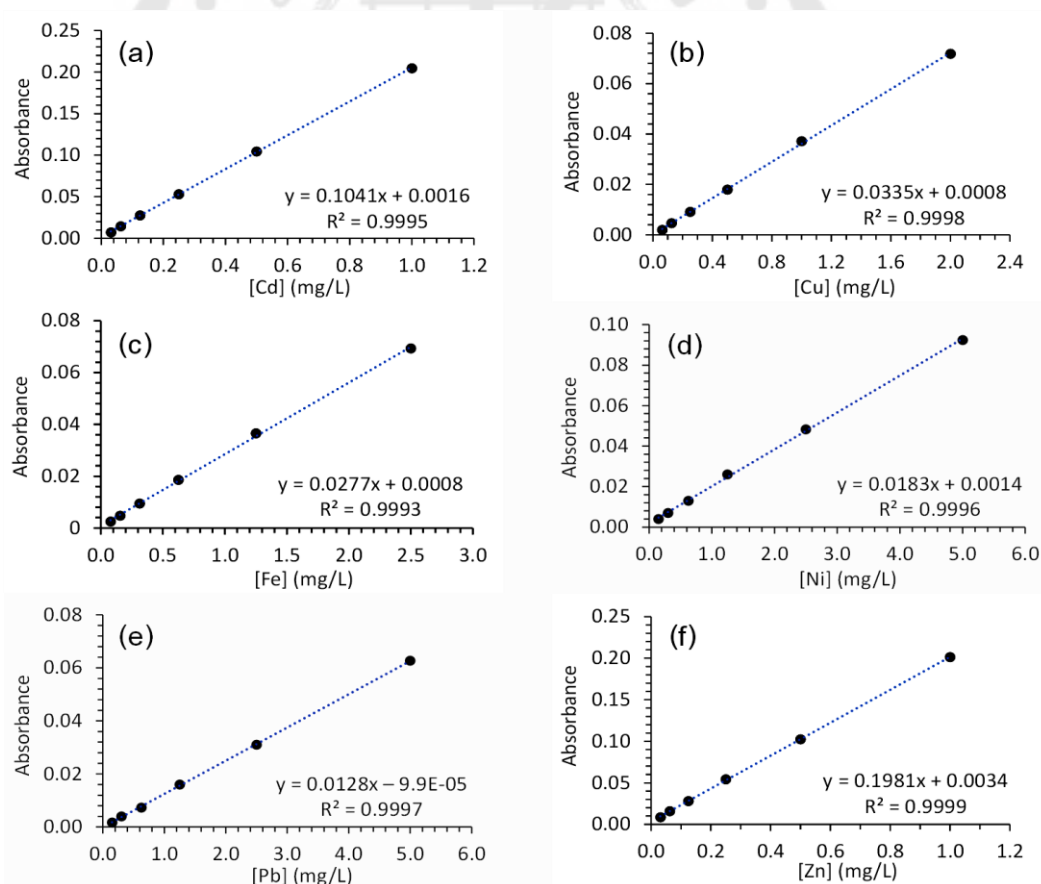 (a)
Absorbance
0.25
0.20
0.15
0.10
0.05
0.00
y = 0.1041x + 0.0016
R² = 0.9995
0.0 0.2 0.4 0.6 0.8 1.0 1.2
[Cd] (mg/L)
(b)
Absorbance
0.08
0.06
0.04
0.02
0.00
y = 0.0335x + 0.0008
R² = 0.9998
0.0 0.4 0.8 1.2 1.6 2.0 2.4
[Cu] (mg/L)
(c)
Absorbance
0.08
0.06
0.04
0.02
0
y = 0.0277x + 0.0008
R² = 0.9993
0.0 0.5 1.0 1.5 2.0 2.5 3.0
[Fe] (mg/L)
(d)
Absorbance
0.10
0.08
0.06
0.04
0.02
0.00
y = 0.0183x + 0.0014
R² = 0.9996
0.0 1.0 2.0 3.0 4.0 5.0 6.0
[Ni] (mg/L)
(e)
Absorbance
0.08
0.06
0.04
0.02
0.00
y = 0.0128x – 9.9E-05
R² = 0.9997
0.0 1.0 2.0 3.0 4.0 5.0 6.0
[Pb] (mg/L)
(f)
Absorbance
0.25
0.20
0.15
0.10
0.05
0.00
y = 0.1981x + 0.0034
R² = 0.9999
0.0 0.2 0.4 0.6 0.8 1.0 1.2
[Zn] (mg/L)